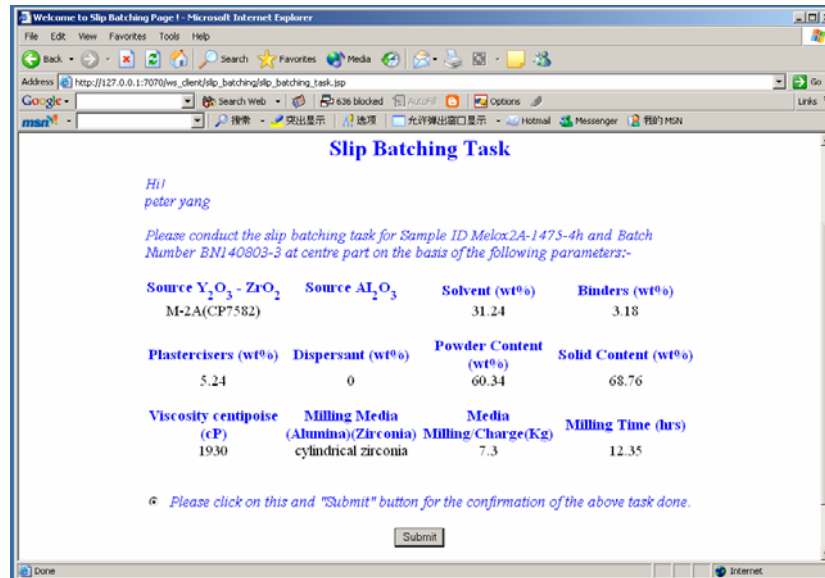 Welcome to Slip Batching Page ! - Microsoft Internet Explorer
File Edit View Favorites Tools Help
Back Search Favorites Media
Address http://127.0.0.1:7070/ws_client/slip_batching/slip_batching_task.jsp Go
Google Search Web 636 blocked AutoFill Options Links
msn 搜索 突出显示 选项 允许弹出窗口显示 Hotmail Messenger 我的 MSN
Slip Batching Task
Hi!
peter yang
Please conduct the slip batching task for Sample ID Melox2A-1475-4h and Batch
Number BN140803-3 at centre part on the basis of the following parameters:-
Source Y2O3 - ZrO2 Source Al2O3 Solvent (wt%) Binders (wt%)
M-2A(CP7582) 31.24 3.18
Plastercisers (wt%) Dispersant (wt%) Powder Content (wt%) Solid Content (wt%)
5.24 0 60.34 68.76
Viscosity centipoise (cP) Milling Media (Alumina)(Zirconia) Media Milling/Charge(Kg) Milling Time (hrs)
1930 cylindrical zirconia 7.3 12.35
Please click on this and "Submit" button for the confirmation of the above task done.
Submit
Done Internet